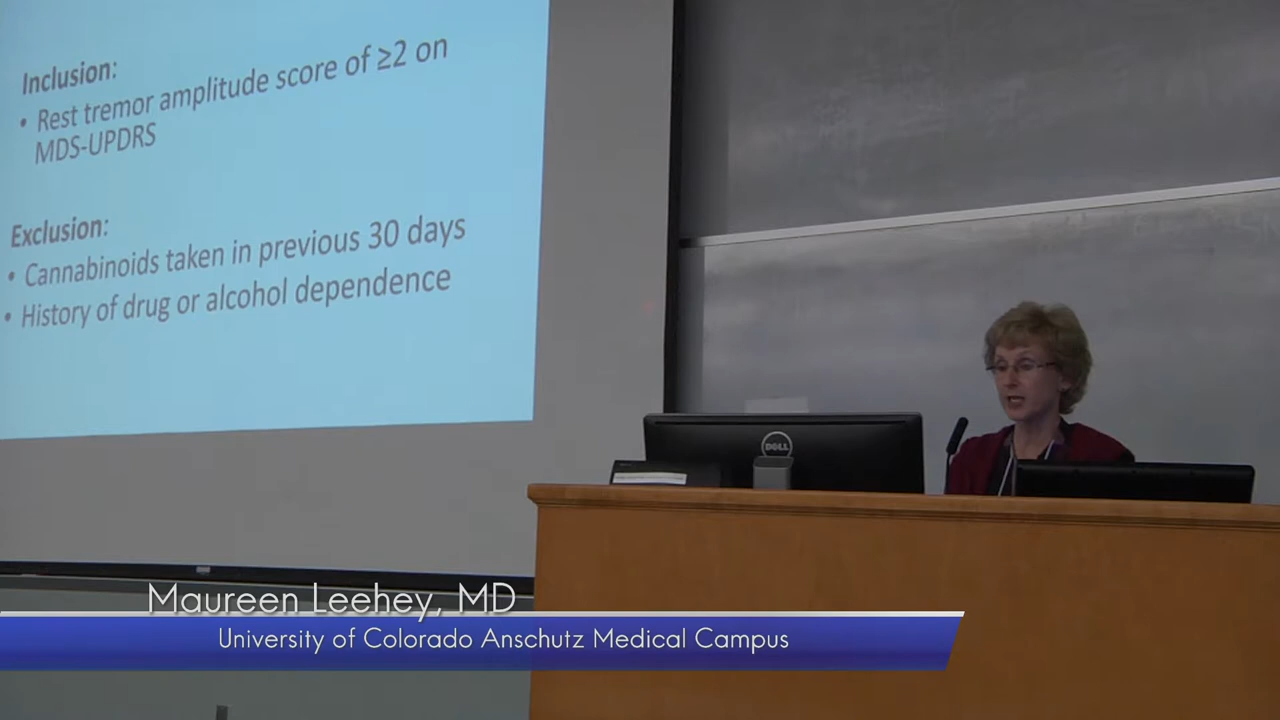 Inclusion:
• Rest tremor amplitude score of ≥2 on
MDS-UPDRS
Exclusion:
• Cannabinoids taken in previous 30 days
• History of drug or alcohol dependence
DELL
Maureen Leehey, MD
University of Colorado Anschutz Medical Campus